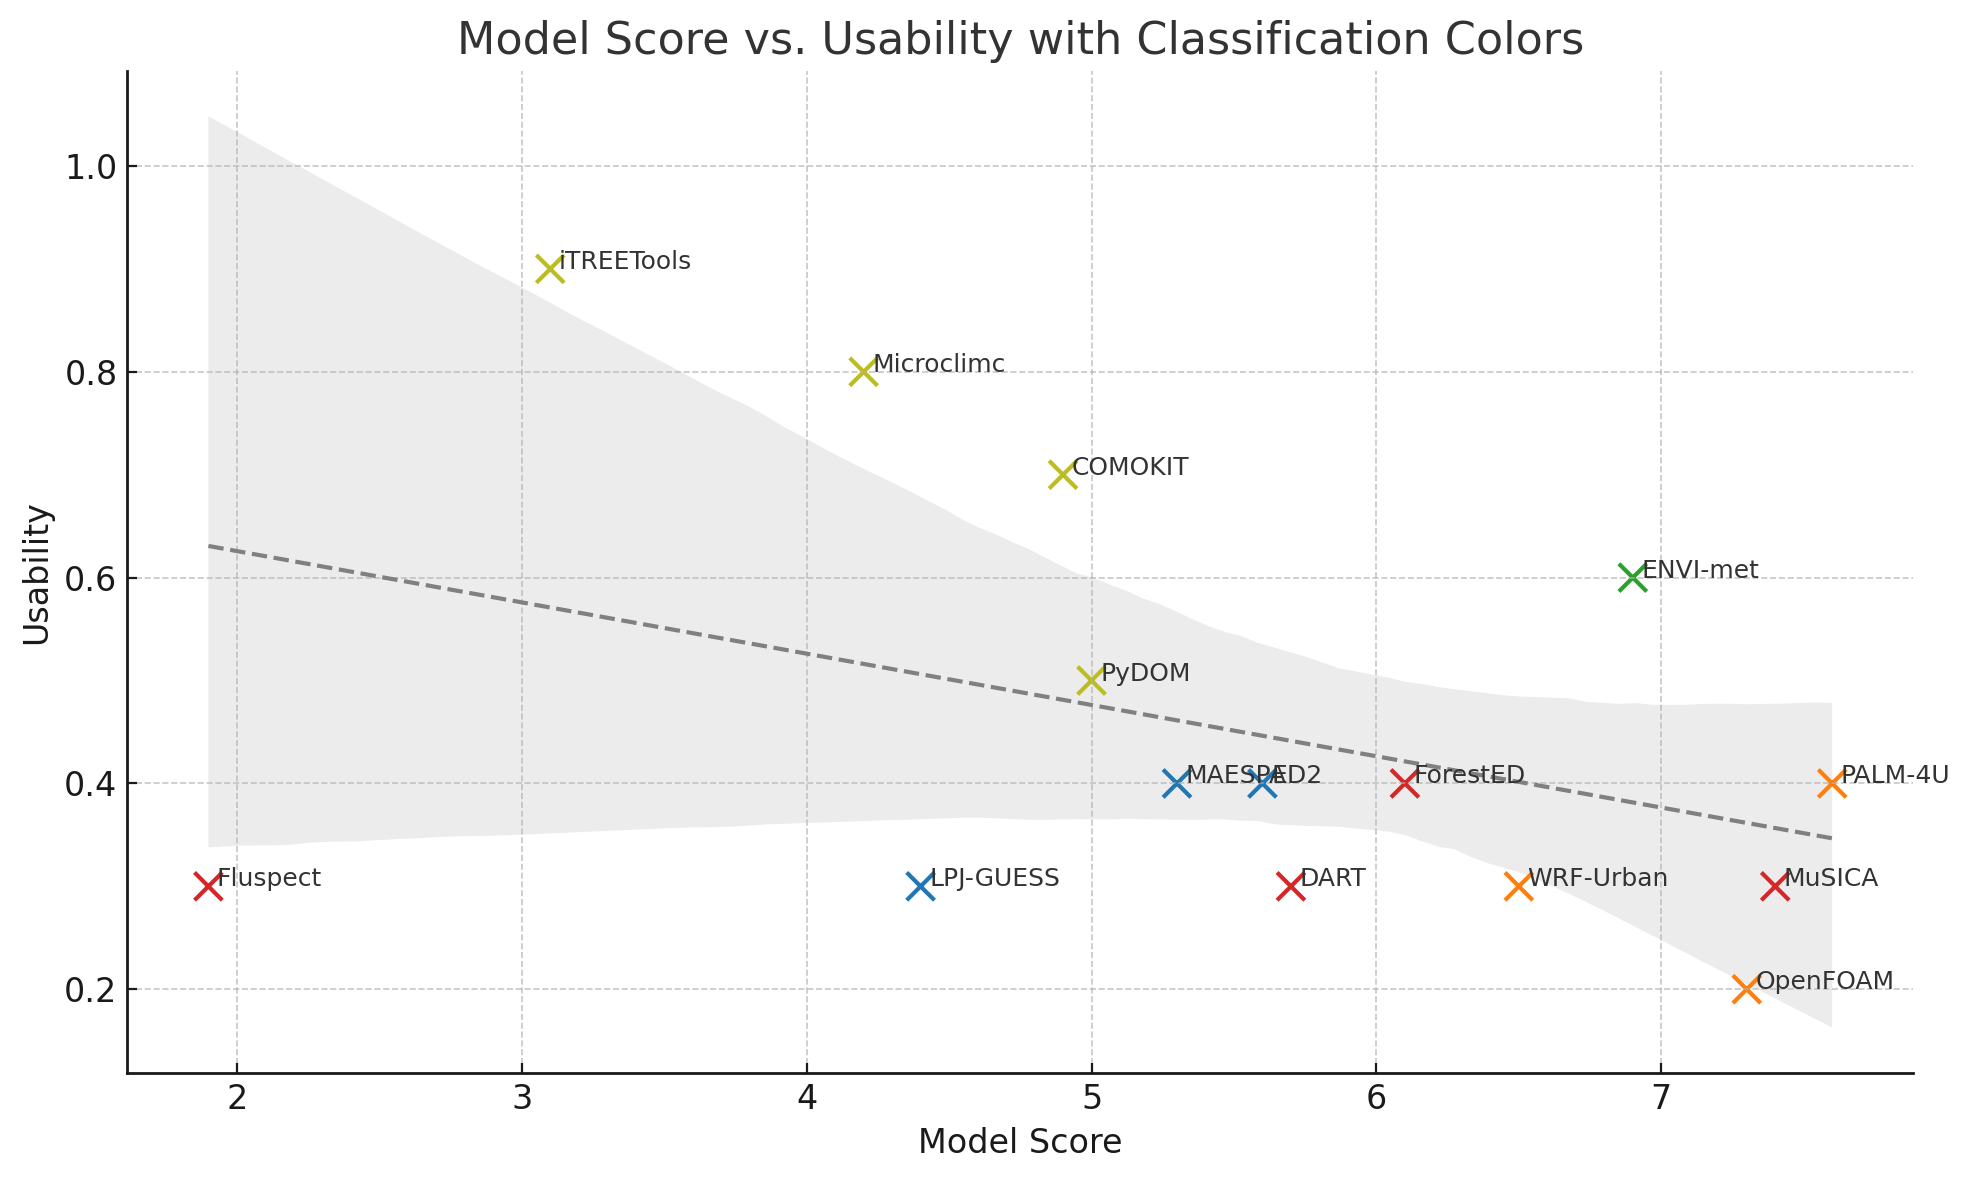 Model Score vs. Usability with Classification Colors
1.0
0.8
0.6
0.4
0.2
Usability
iTREETools
Microclimc
COMOKIT
ENVI-met
PyDOM
MAESPA
ED2
ForestED
PALM-4U
Fluspect
LPJ-GUESS
DART
WRF-Urban
MuSICA
OpenFOAM
2 3 4 5 6 7
Model Score